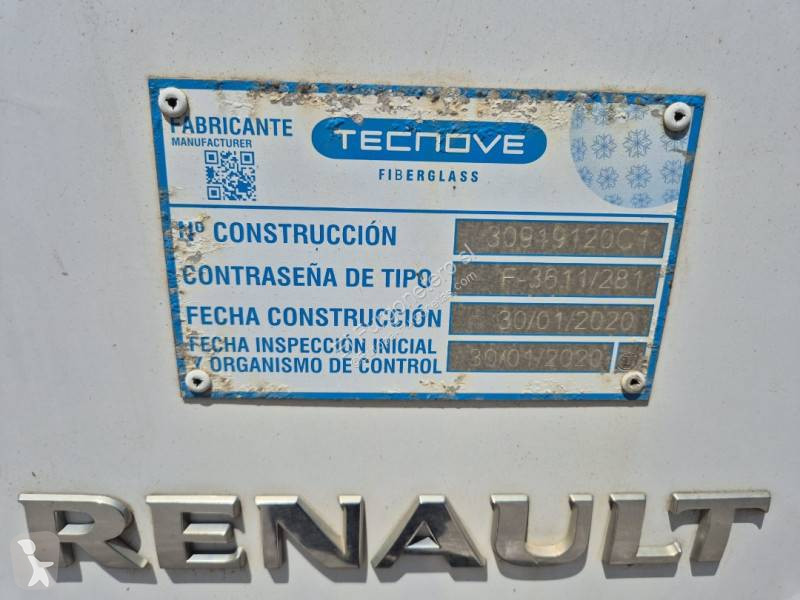 FABRICANTE
MANUFACTURER
TECNOVE
FIBERGLASS
Nº CONSTRUCCIÓN 30919120C1
CONTRASEÑA DE TIPO F-3611/281
FECHA CONSTRUCCIÓN 30/01/2020
FECHA INSPECCIÓN INICIAL
Y ORGANISMO DE CONTROL 30/01/2020
RENAULT